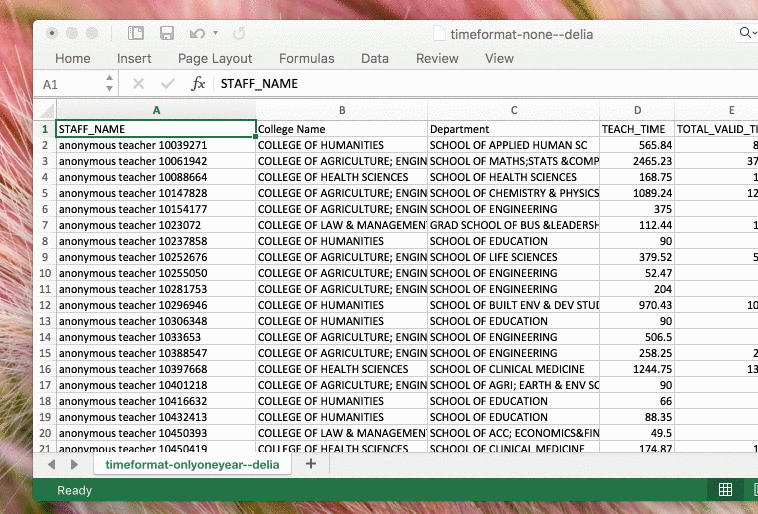 timeformat-none--delia
Home Insert Page Layout Formulas Data Review View
A1 fx STAFF_NAME
A B C D E
1 STAFF_NAME College Name Department TEACH_TIME TOTAL_VALID_TI
2 anonymous teacher 10039271 COLLEGE OF HUMANITIES SCHOOL OF APPLIED HUMAN SC 565.84 8
3 anonymous teacher 10061942 COLLEGE OF AGRICULTURE; ENGIN SCHOOL OF MATHS;STATS &COMP 2465.23 37
4 anonymous teacher 10088664 COLLEGE OF HEALTH SCIENCES SCHOOL OF HEALTH SCIENCES 168.75 1
5 anonymous teacher 10147828 COLLEGE OF AGRICULTURE; ENGIN SCHOOL OF CHEMISTRY & PHYSICS 1089.24 12
6 anonymous teacher 10154177 COLLEGE OF AGRICULTURE; ENGIN SCHOOL OF ENGINEERING 375
7 anonymous teacher 1023072 COLLEGE OF LAW & MANAGEMEN GRAD SCHOOL OF BUS &LEADERSH 112.44 1
8 anonymous teacher 10237858 COLLEGE OF HUMANITIES SCHOOL OF EDUCATION 90
9 anonymous teacher 10252676 COLLEGE OF AGRICULTURE; ENGIN SCHOOL OF LIFE SCIENCES 379.52 5
10 anonymous teacher 10255050 COLLEGE OF AGRICULTURE; ENGIN SCHOOL OF ENGINEERING 52.47
11 anonymous teacher 10281753 COLLEGE OF AGRICULTURE; ENGIN SCHOOL OF ENGINEERING 204
12 anonymous teacher 10296946 COLLEGE OF HUMANITIES SCHOOL OF BUILT ENV & DEV STUD 970.43 10
13 anonymous teacher 10306348 COLLEGE OF HUMANITIES SCHOOL OF EDUCATION 90
14 anonymous teacher 1033653 COLLEGE OF AGRICULTURE; ENGIN SCHOOL OF ENGINEERING 506.5
15 anonymous teacher 10388547 COLLEGE OF AGRICULTURE; ENGIN SCHOOL OF ENGINEERING 258.25 2
16 anonymous teacher 10397668 COLLEGE OF HEALTH SCIENCES SCHOOL OF CLINICAL MEDICINE 1244.75 13
17 anonymous teacher 10401218 COLLEGE OF AGRICULTURE; ENGIN SCHOOL OF AGRI; EARTH & ENV SC 90
18 anonymous teacher 10416632 COLLEGE OF HUMANITIES SCHOOL OF EDUCATION 66
19 anonymous teacher 10432413 COLLEGE OF HUMANITIES SCHOOL OF EDUCATION 88.35
20 anonymous teacher 10450393 COLLEGE OF LAW & MANAGEMEN SCHOOL OF ACC; ECONOMICS&FIN 49.5
21 anonymous teacher 10450419 COLLEGE OF HEALTH SCIENCES SCHOOL OF CLINICAL MEDICINE 174.87 1
timeformat-onlyoneyear--delia
Ready